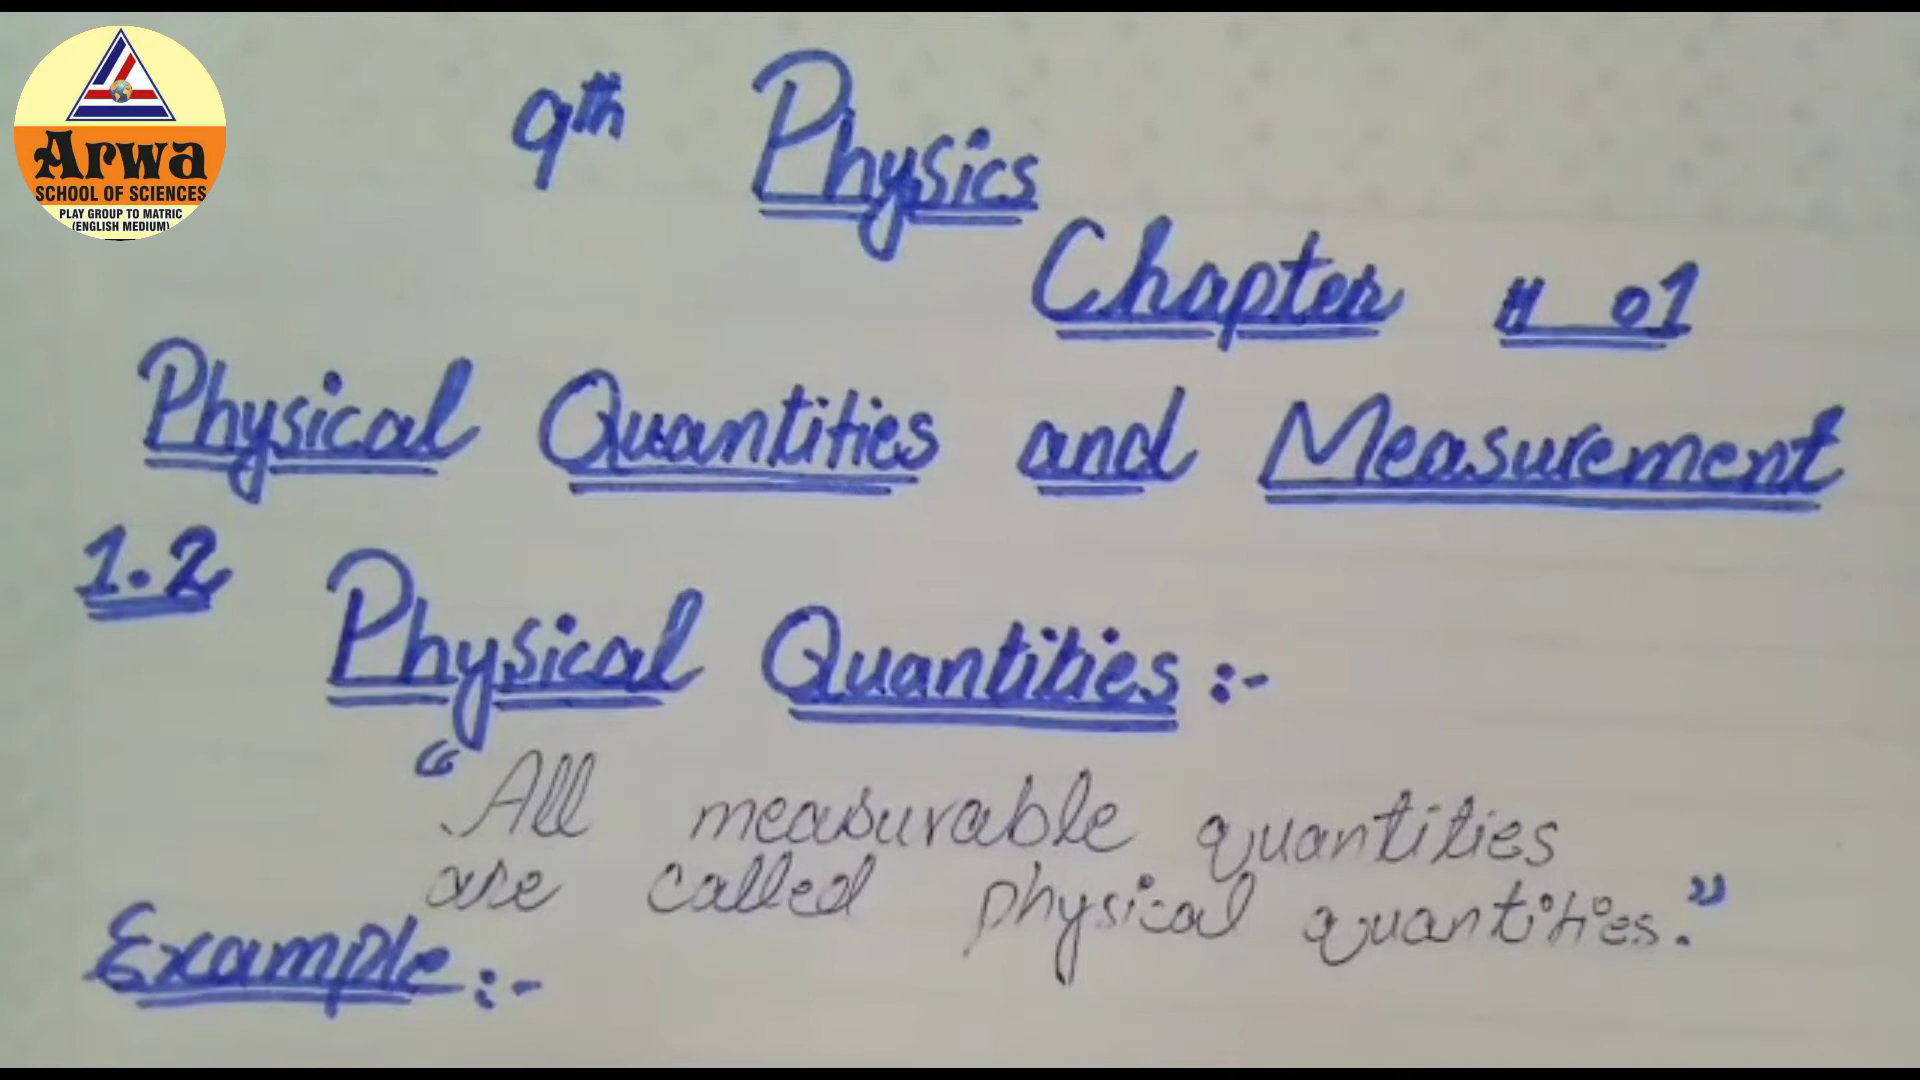 Arwa
SCHOOL OF SCIENCES
PLAY GROUP TO MATRIC
(ENGLISH MEDIUM)
9th Physics
Chapter # 01
Physical Quantities and Measurement
1.2
Physical Quantities :-
“All measurable quantities
are called physical quantities.”
Example :-